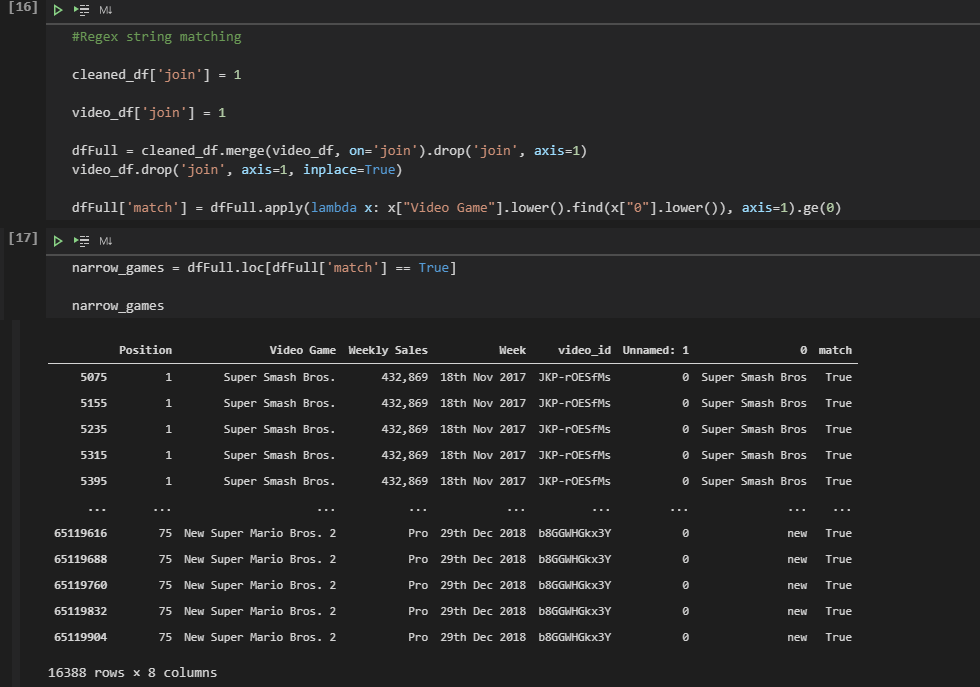 [16] M↓
#Regex string matching
cleaned_df['join'] = 1
video_df['join'] = 1
dfFull = cleaned_df.merge(video_df, on='join').drop('join', axis=1)
video_df.drop('join', axis=1, inplace=True)
dfFull['match'] = dfFull.apply(lambda x: x["Video Game"].lower().find(x["0"].lower()), axis=1).ge(0)
[17] M↓
narrow_games = dfFull.loc[dfFull['match'] == True]
narrow_games
Position Video Game Weekly Sales Week video_id Unnamed: 1 0 match
5075 1 Super Smash Bros. 432,869 18th Nov 2017 JKP-rOESfMs 0 Super Smash Bros True
5155 1 Super Smash Bros. 432,869 18th Nov 2017 JKP-rOESfMs 0 Super Smash Bros True
5235 1 Super Smash Bros. 432,869 18th Nov 2017 JKP-rOESfMs 0 Super Smash Bros True
5315 1 Super Smash Bros. 432,869 18th Nov 2017 JKP-rOESfMs 0 Super Smash Bros True
5395 1 Super Smash Bros. 432,869 18th Nov 2017 JKP-rOESfMs 0 Super Smash Bros True
... ... ... ... ... ... ... ... ...
65119616 75 New Super Mario Bros. 2 Pro 29th Dec 2018 b8GGWHGkx3Y 0 new True
65119688 75 New Super Mario Bros. 2 Pro 29th Dec 2018 b8GGWHGkx3Y 0 new True
65119760 75 New Super Mario Bros. 2 Pro 29th Dec 2018 b8GGWHGkx3Y 0 new True
65119832 75 New Super Mario Bros. 2 Pro 29th Dec 2018 b8GGWHGkx3Y 0 new True
65119904 75 New Super Mario Bros. 2 Pro 29th Dec 2018 b8GGWHGkx3Y 0 new True
16388 rows × 8 columns